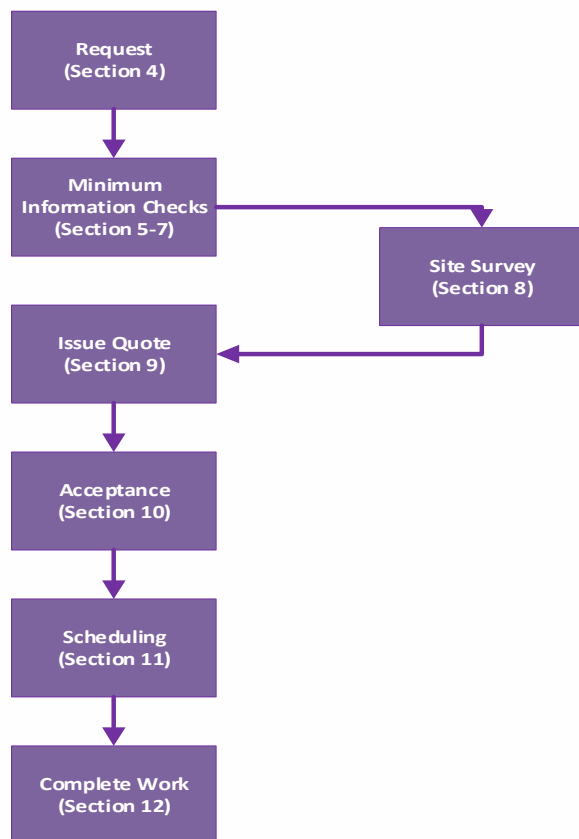 Request
(Section 4)
Minimum
Information Checks
(Section 5-7)
Site Survey
(Section 8)
Issue Quote
(Section 9)
Acceptance
(Section 10)
Scheduling
(Section 11)
Complete Work
(Section 12)